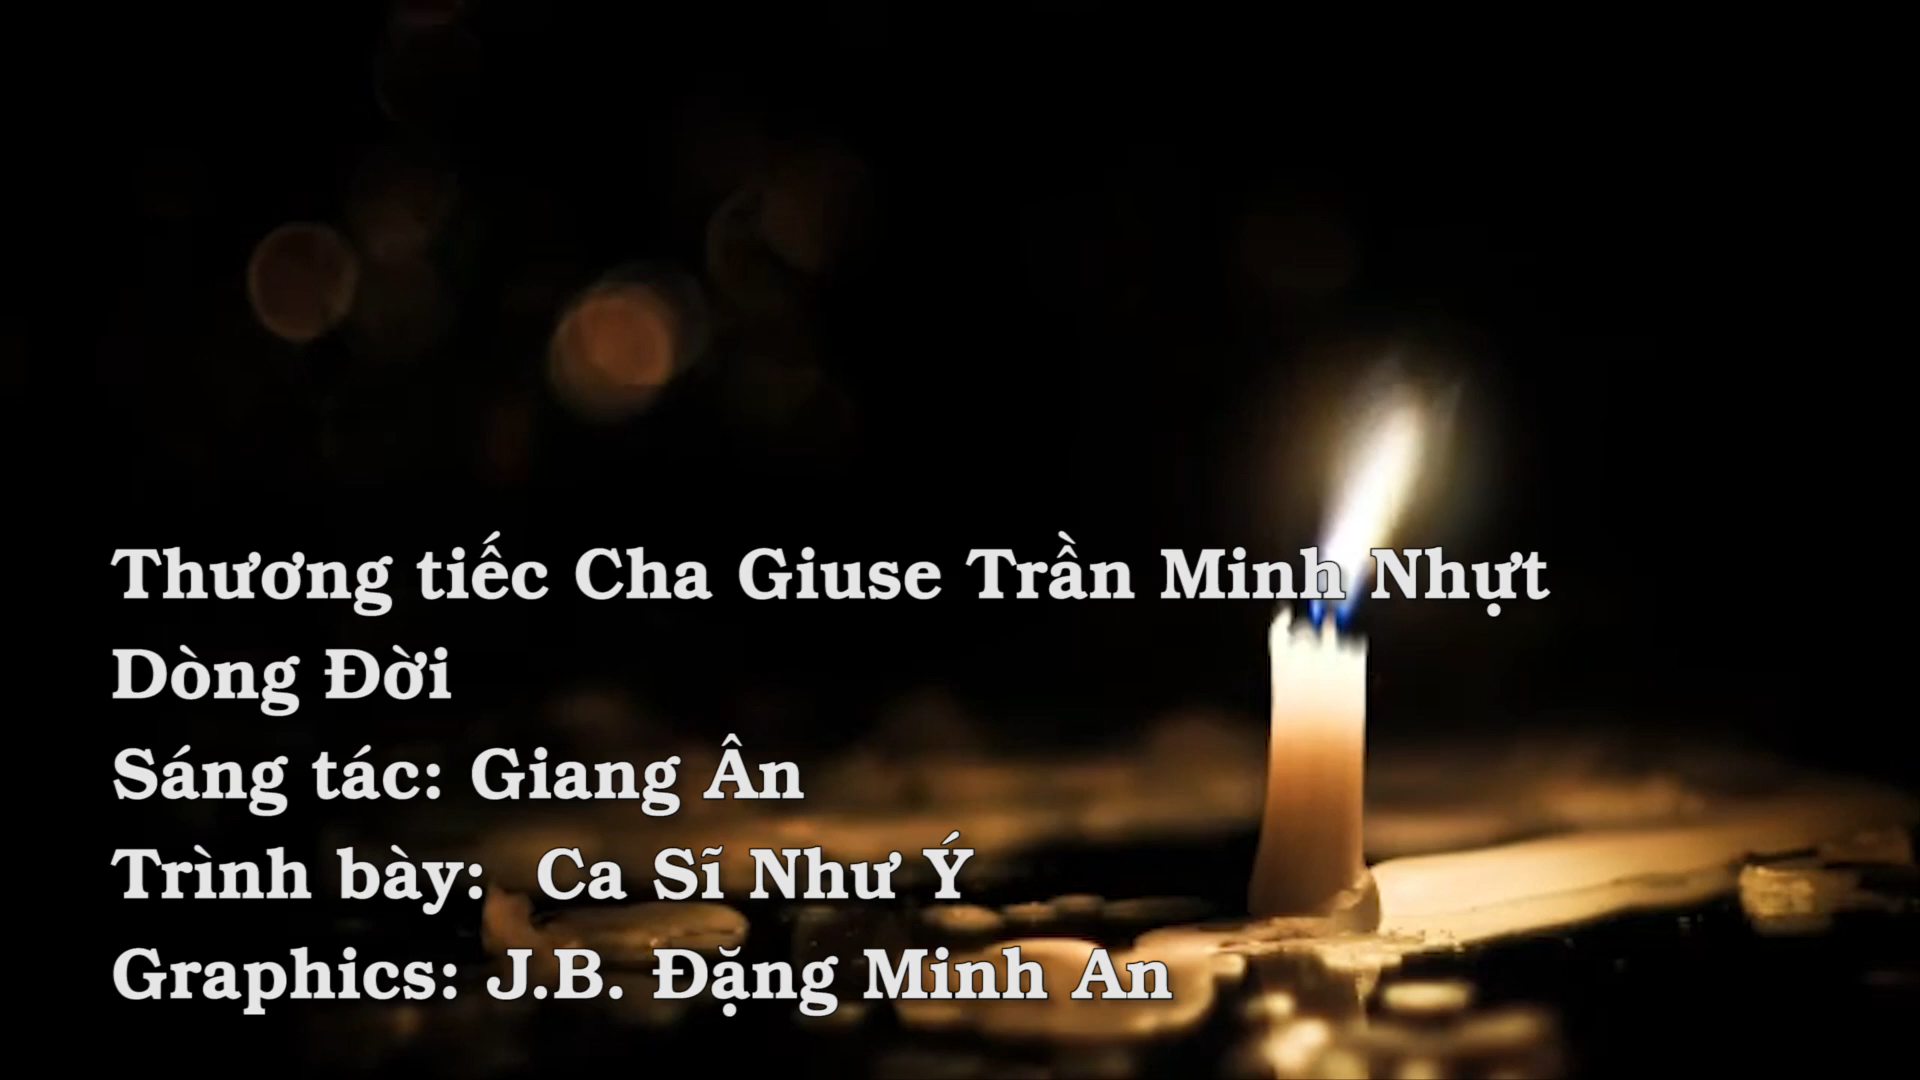 Thương tiếc Cha Giuse Trần Minh Nhựt
Dòng Đời
Sáng tác: Giang Ân
Trình bày: Ca Sĩ Như Ý
Graphics: J.B. Đặng Minh An